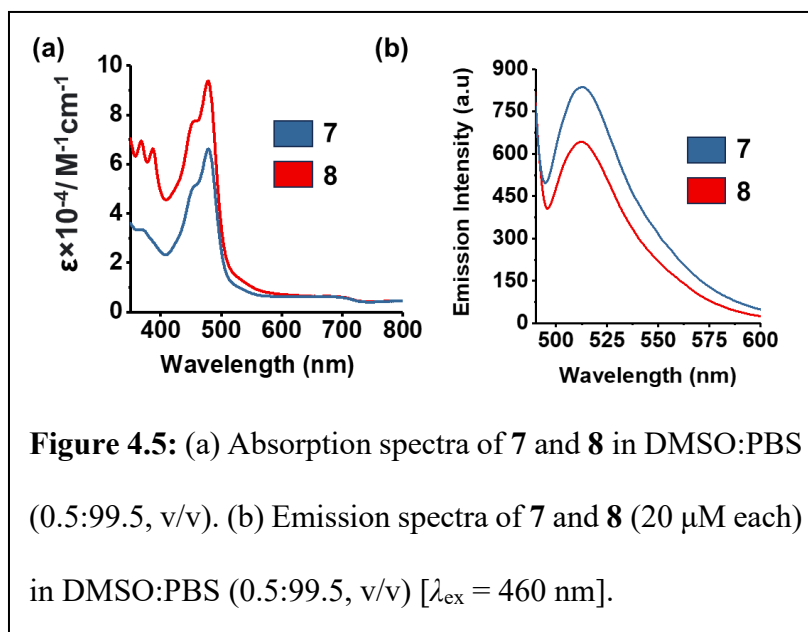 (a)
10
8
6
4
2
0
400 500 600 700 800
ε×10⁻⁴/ M⁻¹cm⁻¹
Wavelength (nm)
7
8
(b)
900
750
600
450
300
150
0
500 525 550 575 600
Emission Intensity (a.u)
Wavelength (nm)
7
8
Figure 4.5: (a) Absorption spectra of 7 and 8 in DMSO:PBS
(0.5:99.5, v/v). (b) Emission spectra of 7 and 8 (20 μM each)
in DMSO:PBS (0.5:99.5, v/v) [λex = 460 nm].